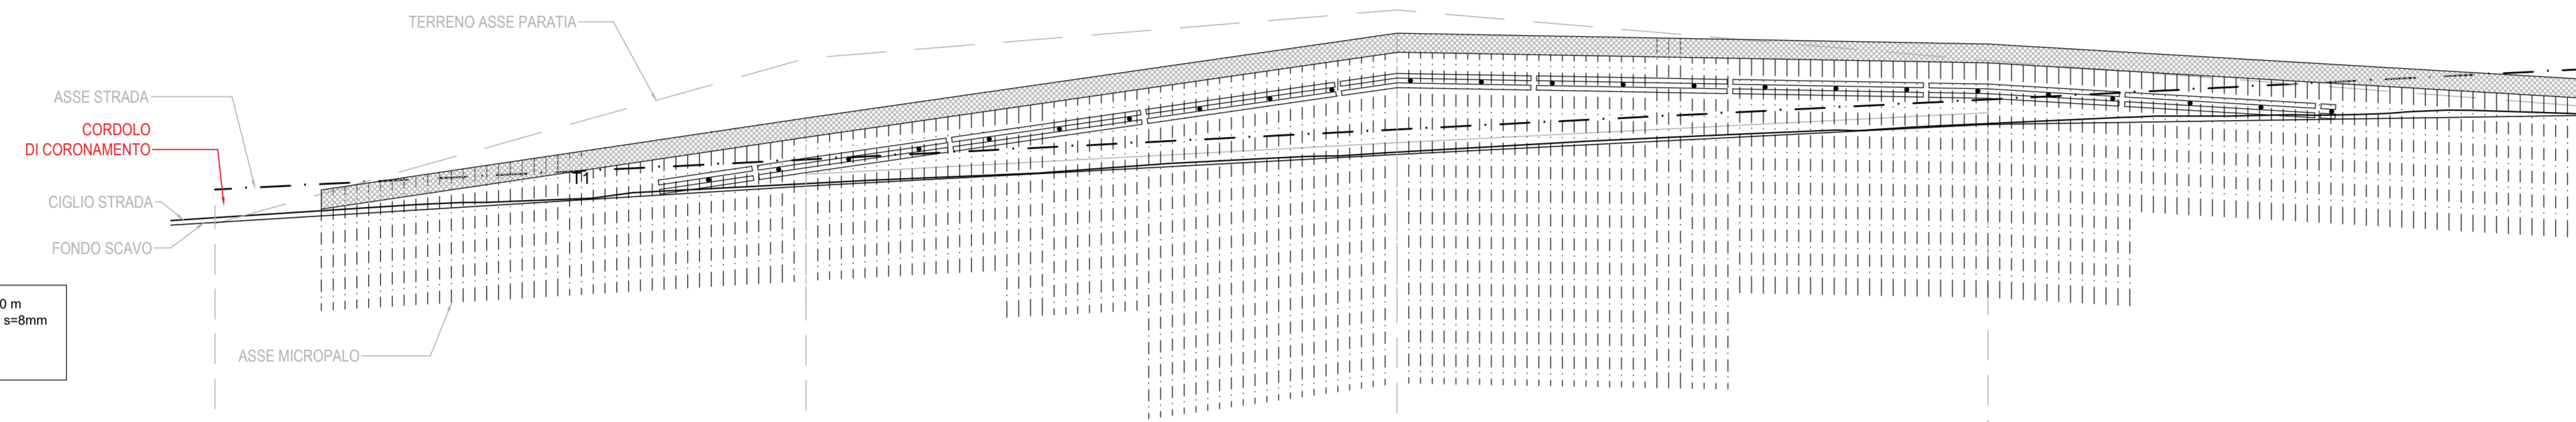 TERRENO ASSE PARATIA
ASSE STRADA
CORDOLO
DI CORONAMENTO
CIGLIO STRADA
FONDO SCAVO
0 m
s=8mm
ASSE MICROPALO